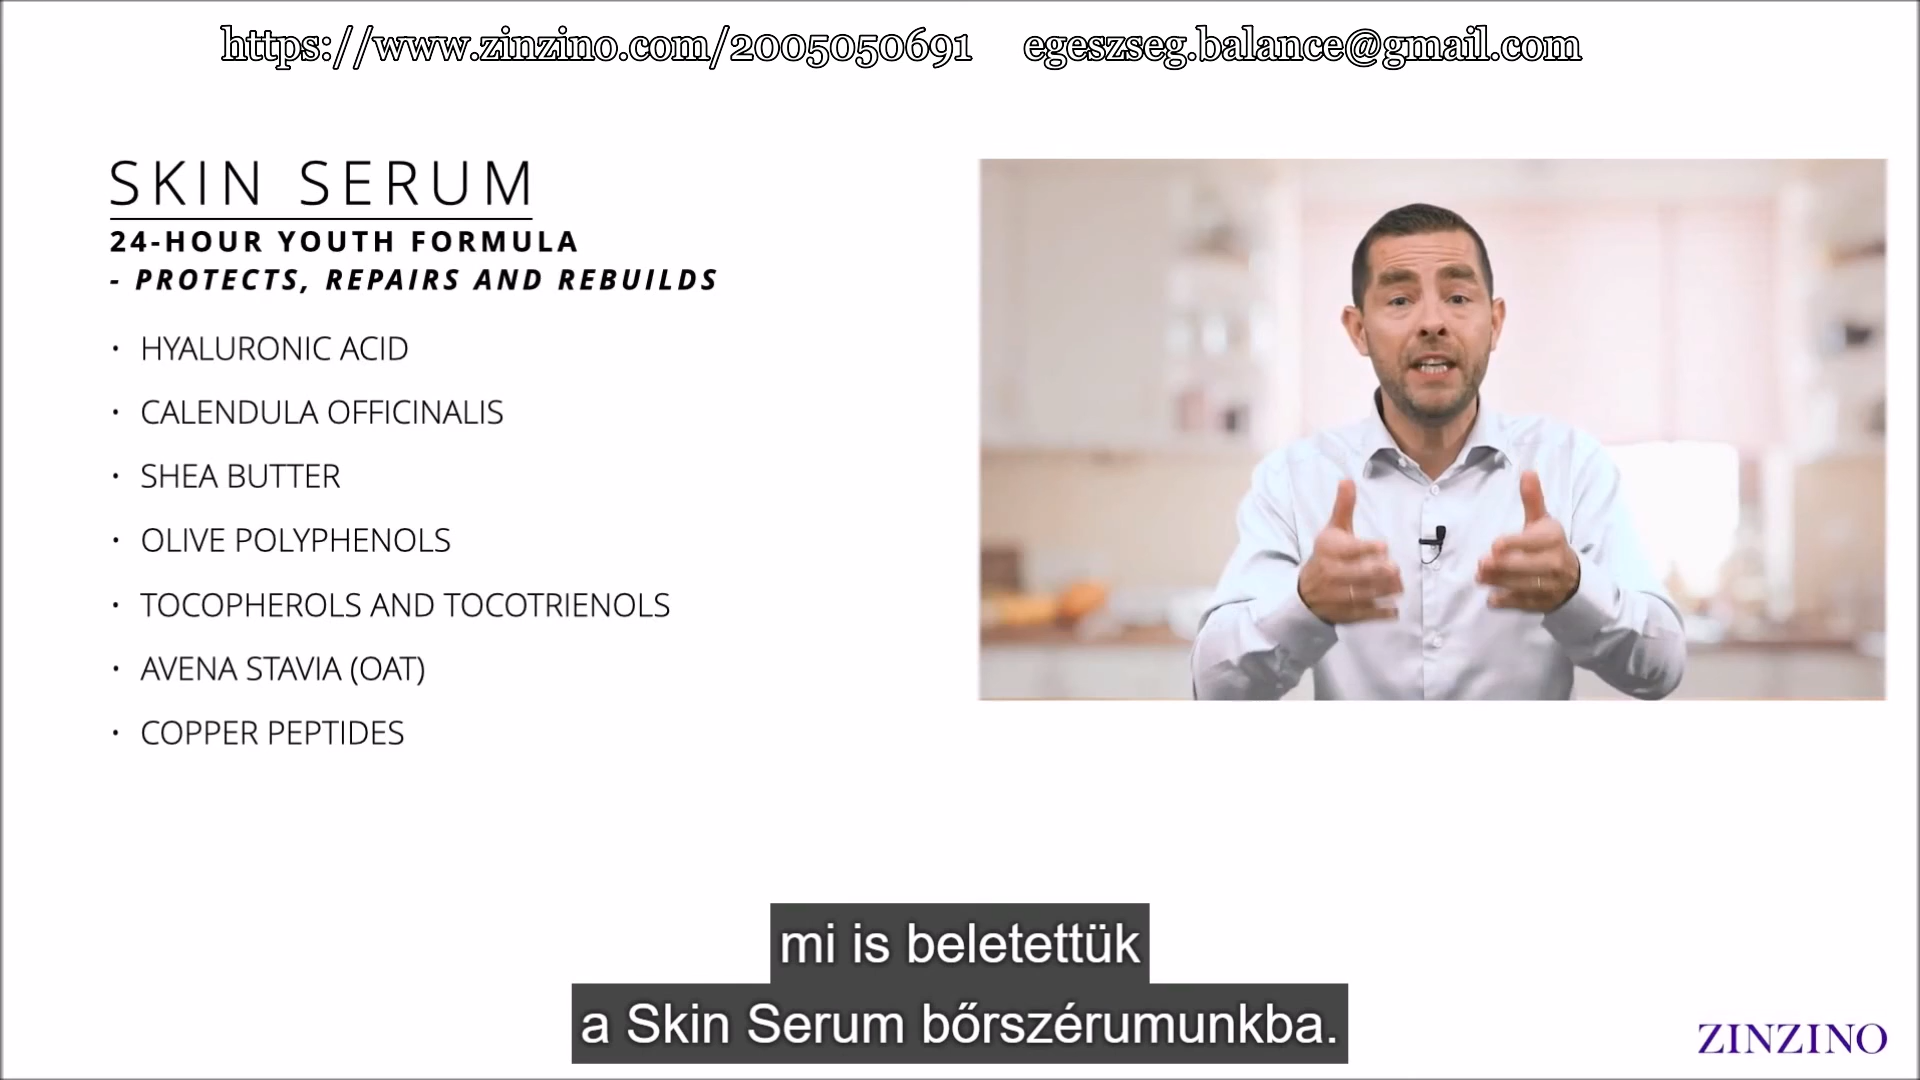 https://www.zinzino.com/2005050691 egeszseg.balance@gmail.com
SKIN SERUM
24-HOUR YOUTH FORMULA
- PROTECTS, REPAIRS AND REBUILDS
• HYALURONIC ACID
• CALENDULA OFFICINALIS
• SHEA BUTTER
• OLIVE POLYPHENOLS
• TOCOPHEROLS AND TOCOTRIENOLS
• AVENA STAVIA (OAT)
• COPPER PEPTIDES
mi is beletettük
a Skin Serum bőrszérumunkba.
ZINZINO